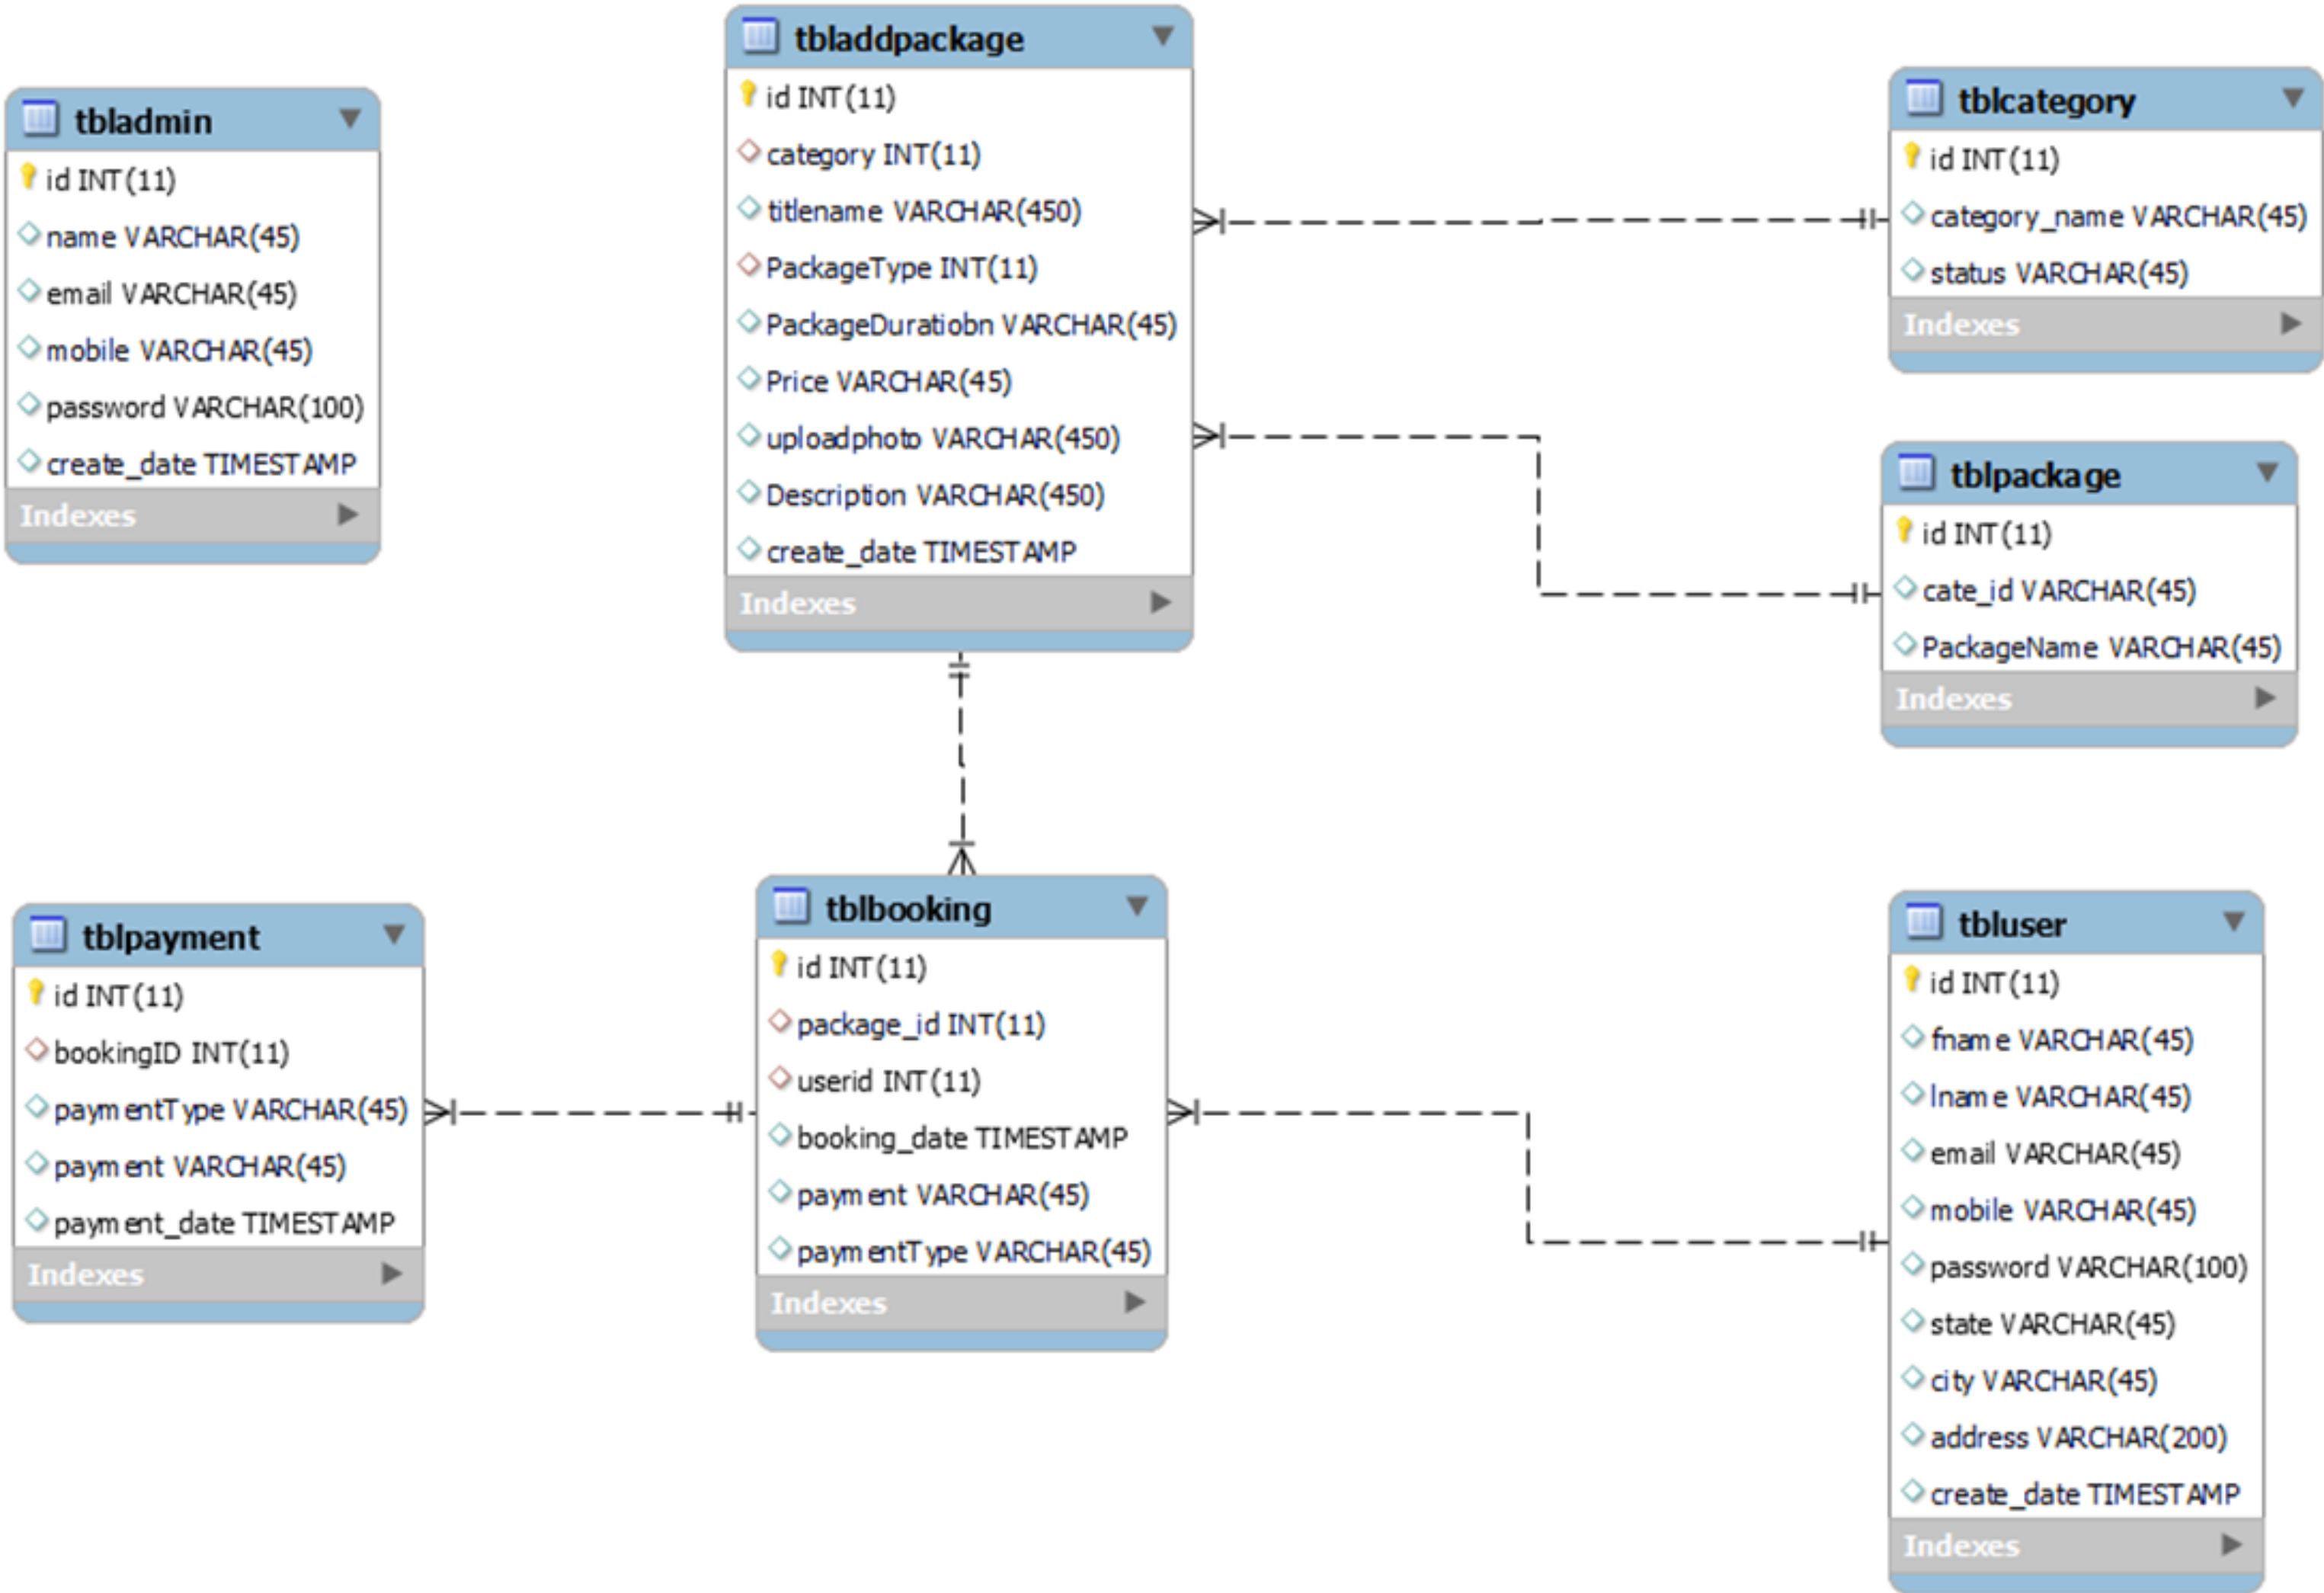 tbladmin
id INT(11)
name VARCHAR(45)
email VARCHAR(45)
mobile VARCHAR(45)
password VARCHAR(100)
create_date TIMESTAMP
Indexes
tbladdpackage
id INT(11)
category INT(11)
titlename VARCHAR(450)
PackageType INT(11)
PackageDuratiobn VARCHAR(45)
Price VARCHAR(45)
uploadphoto VARCHAR(450)
Description VARCHAR(450)
create_date TIMESTAMP
Indexes
tblcategory
id INT(11)
category_name VARCHAR(45)
status VARCHAR(45)
Indexes
tblpackage
id INT(11)
cate_id VARCHAR(45)
PackageName VARCHAR(45)
Indexes
tblpayment
id INT(11)
bookingID INT(11)
paymentType VARCHAR(45)
payment VARCHAR(45)
payment_date TIMESTAMP
Indexes
tblbooking
id INT(11)
package_id INT(11)
userid INT(11)
booking_date TIMESTAMP
payment VARCHAR(45)
paymentType VARCHAR(45)
Indexes
tbluser
id INT(11)
fname VARCHAR(45)
lname VARCHAR(45)
email VARCHAR(45)
mobile VARCHAR(45)
password VARCHAR(100)
state VARCHAR(45)
city VARCHAR(45)
address VARCHAR(200)
create_date TIMESTAMP
Indexes